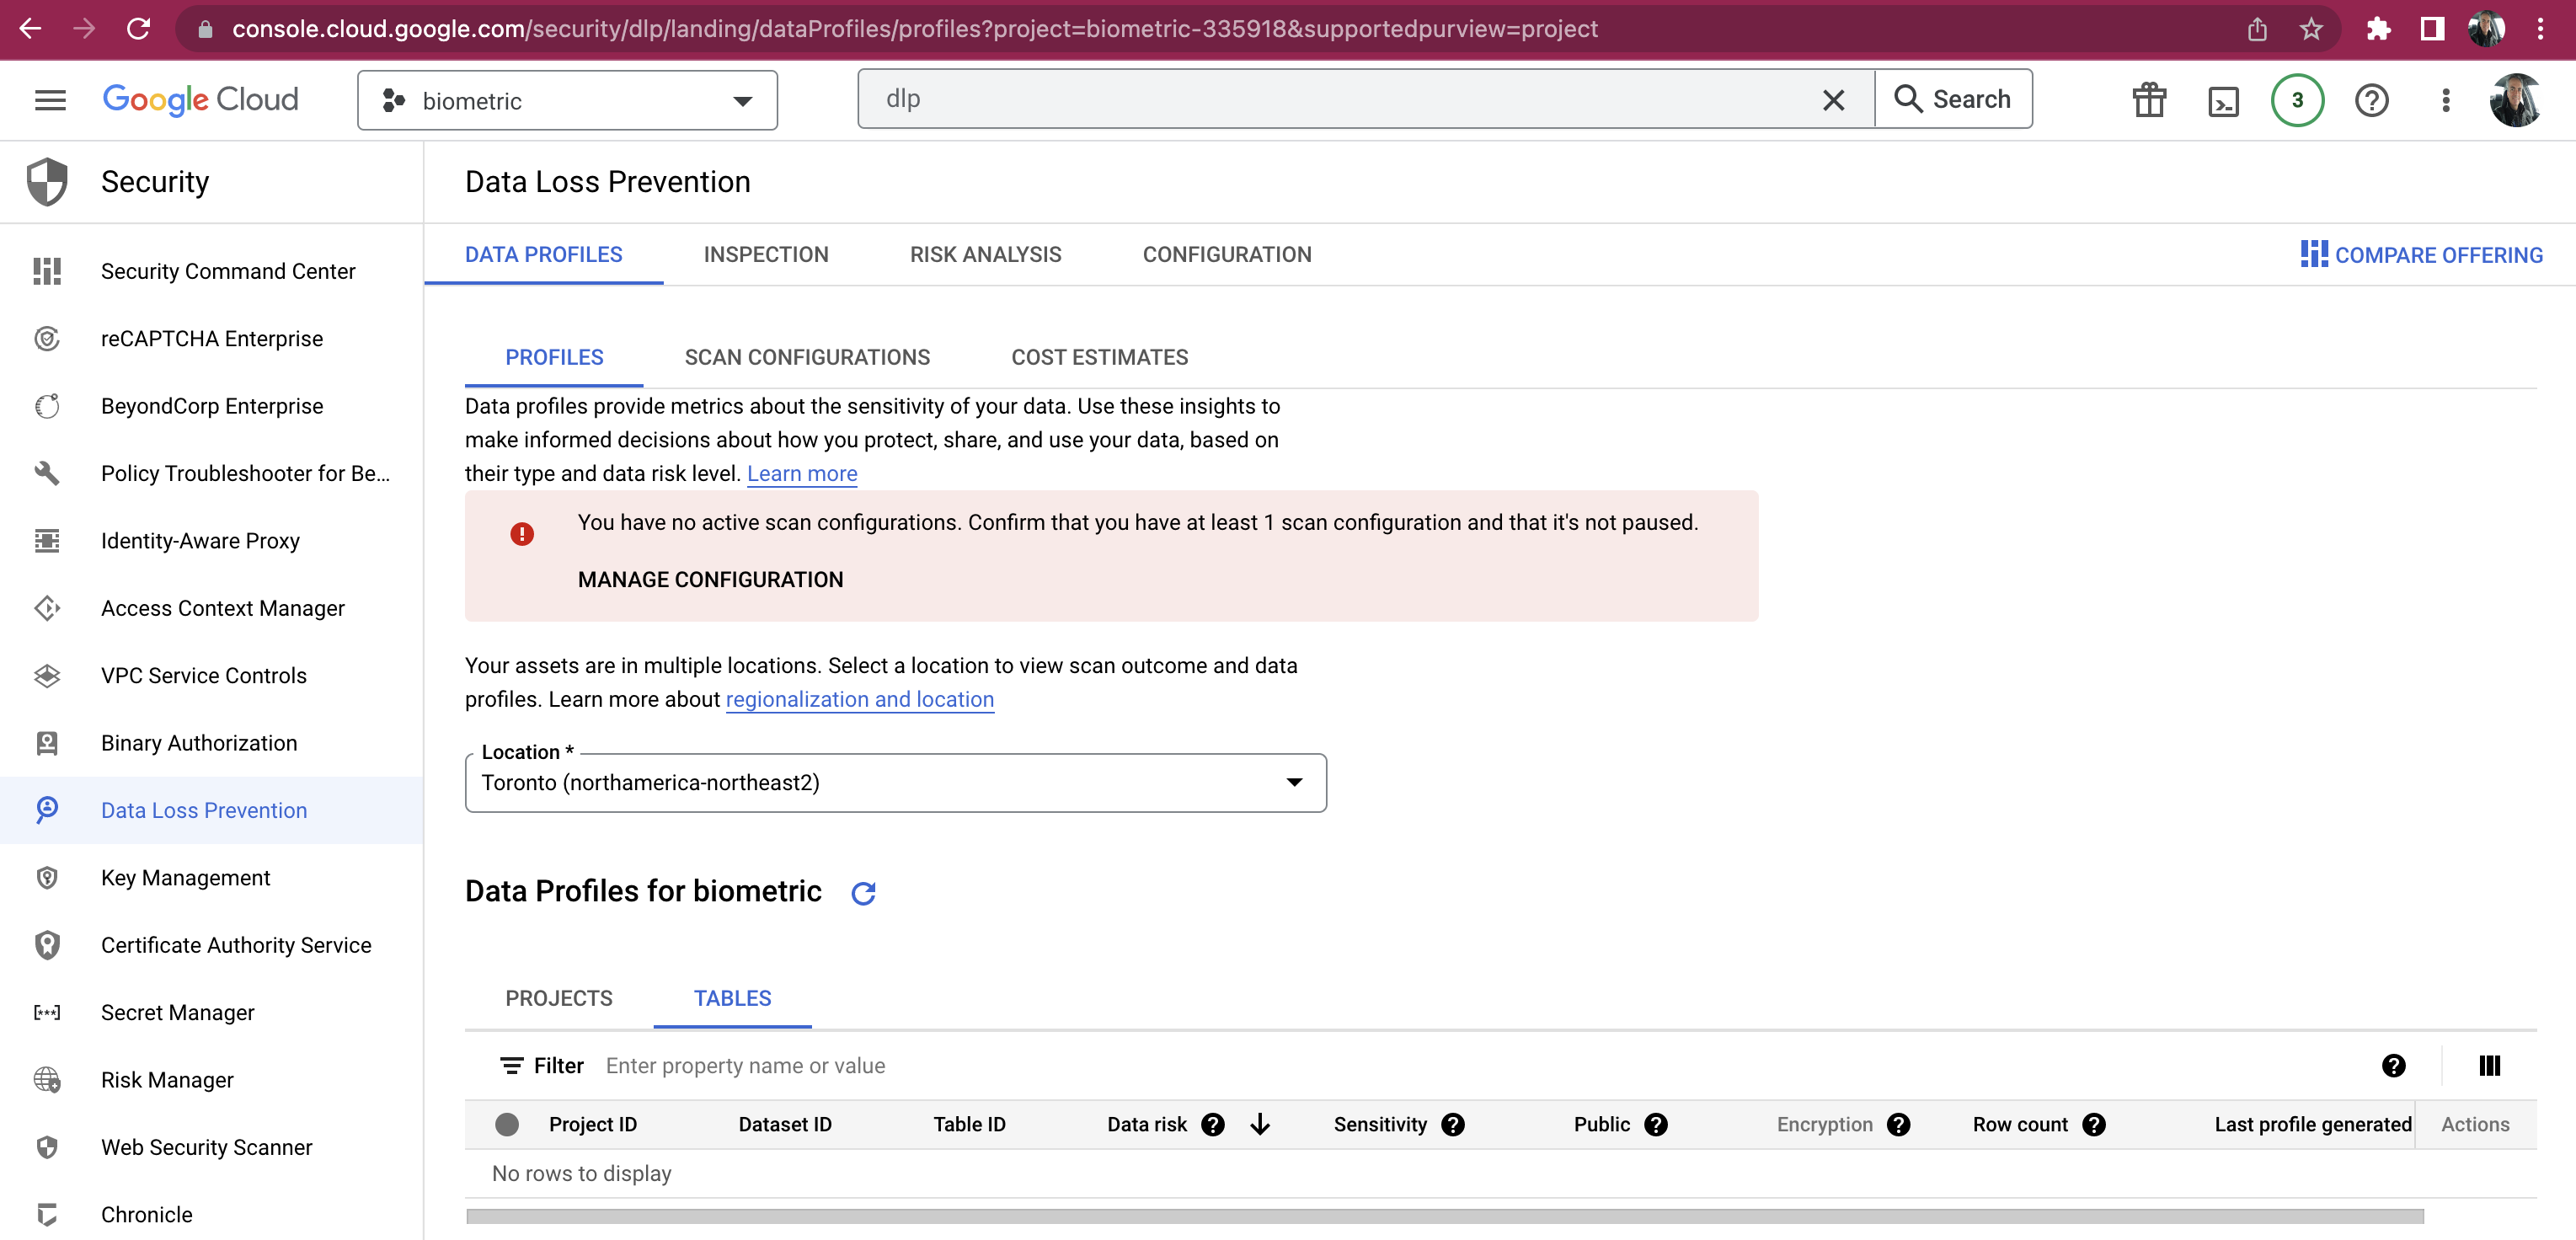 console.cloud.google.com/security/dlp/landing/dataProfiles/profiles?project=biometric-335918&supportedpurview=project
Google Cloud
biometric
dlp
Search
3
Security
Data Loss Prevention
Security Command Center
reCAPTCHA Enterprise
BeyondCorp Enterprise
Policy Troubleshooter for Be...
Identity-Aware Proxy
Access Context Manager
VPC Service Controls
Binary Authorization
Data Loss Prevention
Key Management
Certificate Authority Service
Secret Manager
Risk Manager
Web Security Scanner
Chronicle
DATA PROFILES INSPECTION RISK ANALYSIS CONFIGURATION COMPARE OFFERING
PROFILES SCAN CONFIGURATIONS COST ESTIMATES
Data profiles provide metrics about the sensitivity of your data. Use these insights to
make informed decisions about how you protect, share, and use your data, based on
their type and data risk level. Learn more
You have no active scan configurations. Confirm that you have at least 1 scan configuration and that it's not paused.
MANAGE CONFIGURATION
Your assets are in multiple locations. Select a location to view scan outcome and data
profiles. Learn more about regionalization and location
Location *
Toronto (northamerica-northeast2)
Data Profiles for biometric
PROJECTS TABLES
Filter Enter property name or value
Project ID Dataset ID Table ID Data risk Sensitivity Public Encryption Row count Last profile generated Actions
No rows to display